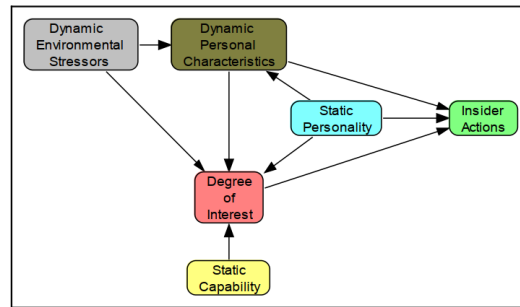 Dynamic
Environmental
Stressors
Dynamic
Personal
Characteristics
Static
Personality
Insider
Actions
Degree
of
Interest
Static
Capability